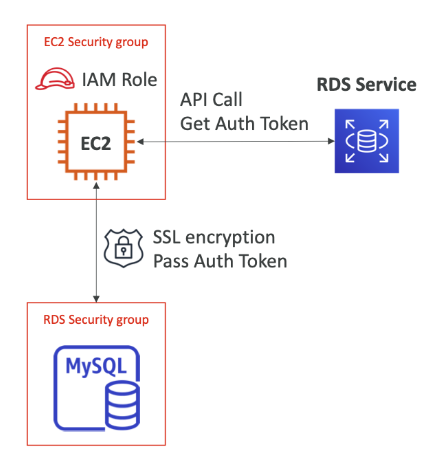 EC2 Security group
IAM Role
EC2
API Call
Get Auth Token
RDS Service
SSL encryption
Pass Auth Token
RDS Security group
MySQL